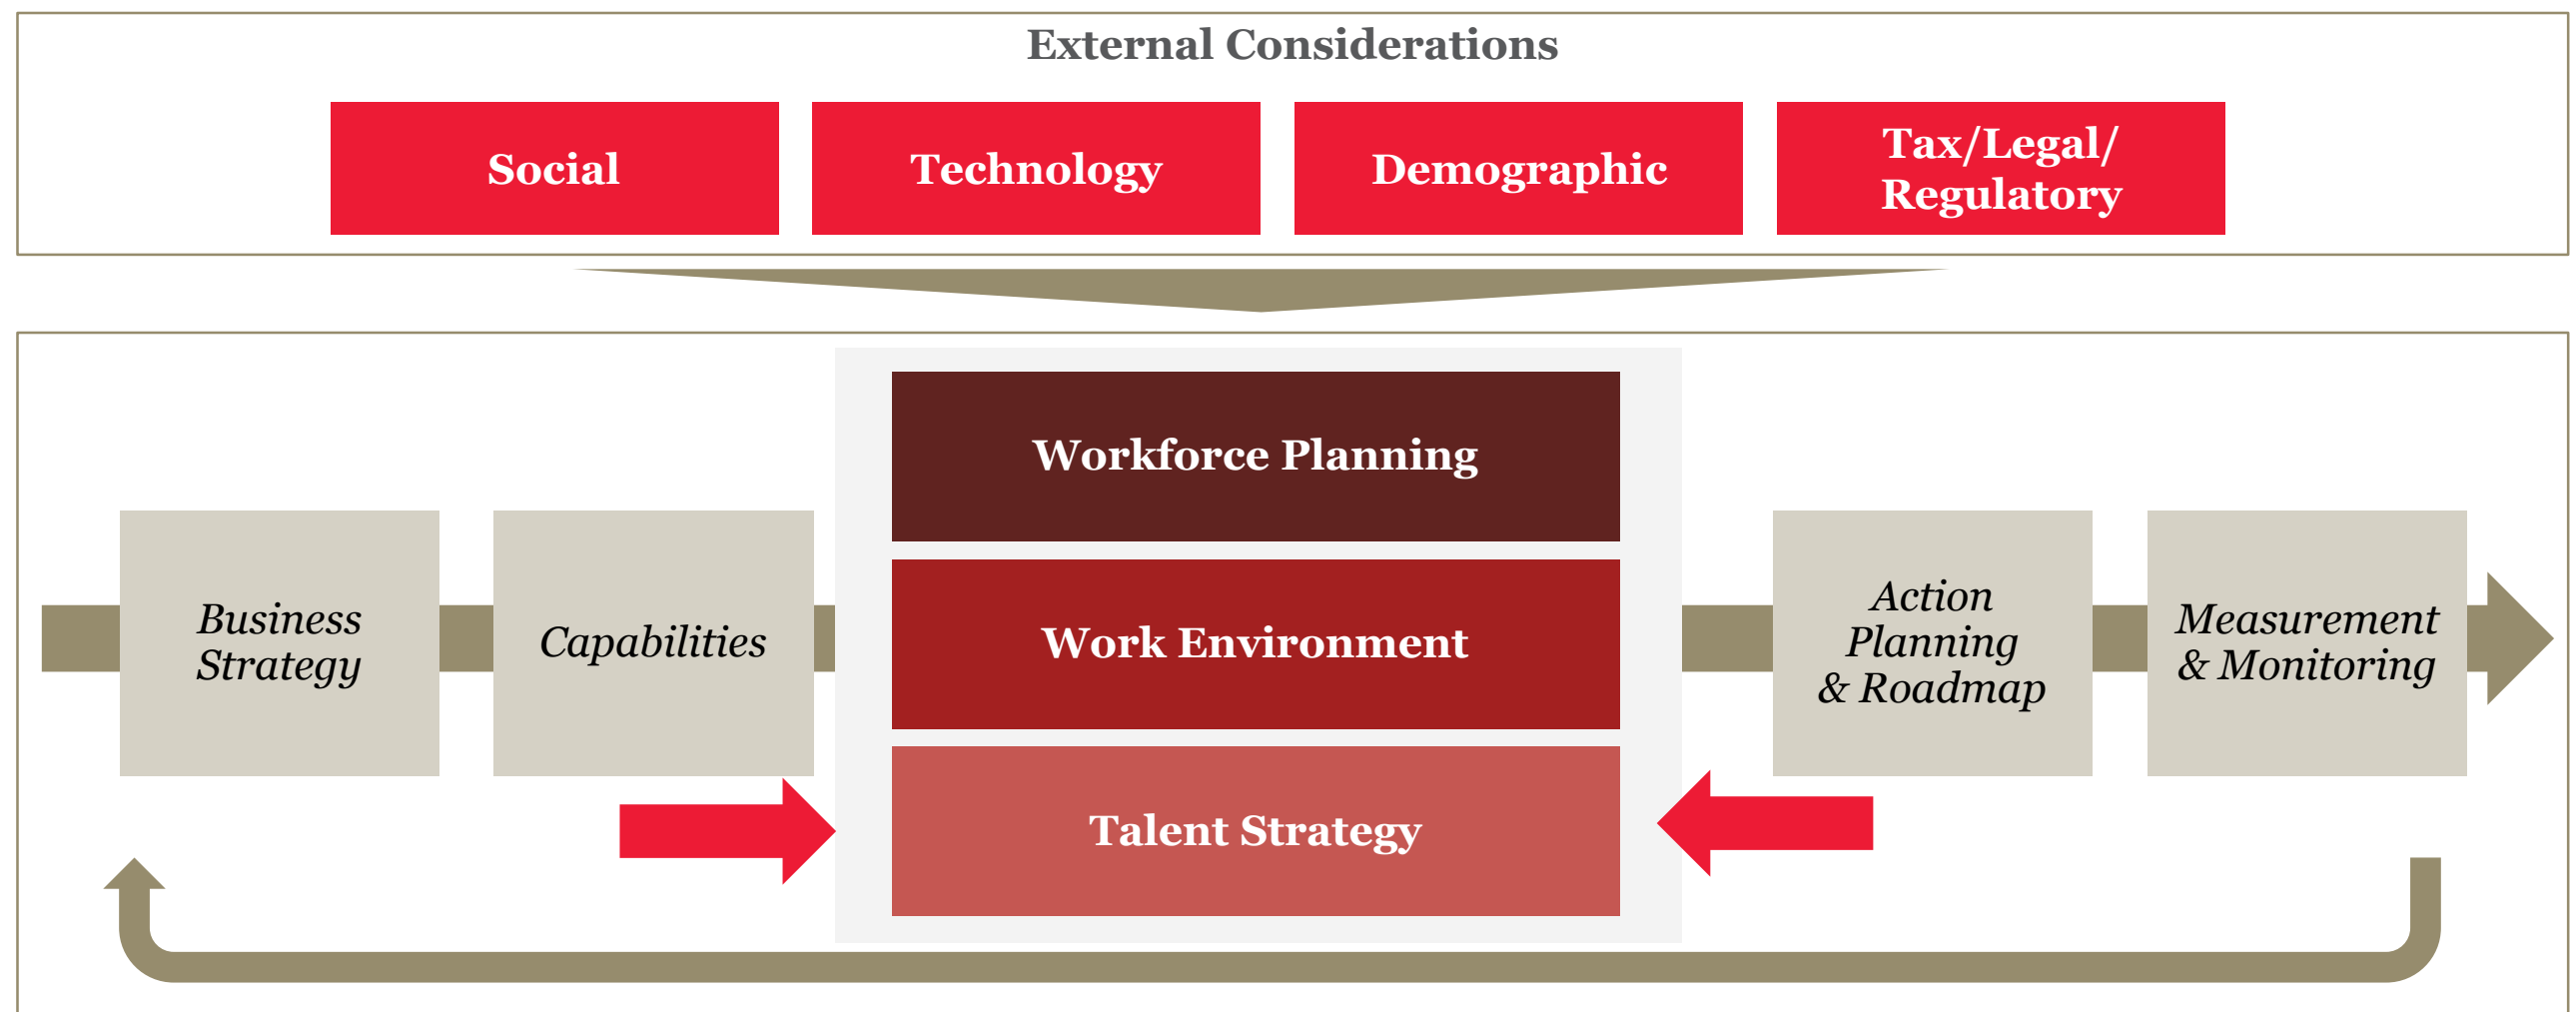 External Considerations
Social
Technology
Demographic
Tax/Legal/
Regulatory
Workforce Planning
Business
Strategy
Capabilities
Work Environment
Action
Planning
& Roadmap
Measurement
& Monitoring
Talent Strategy